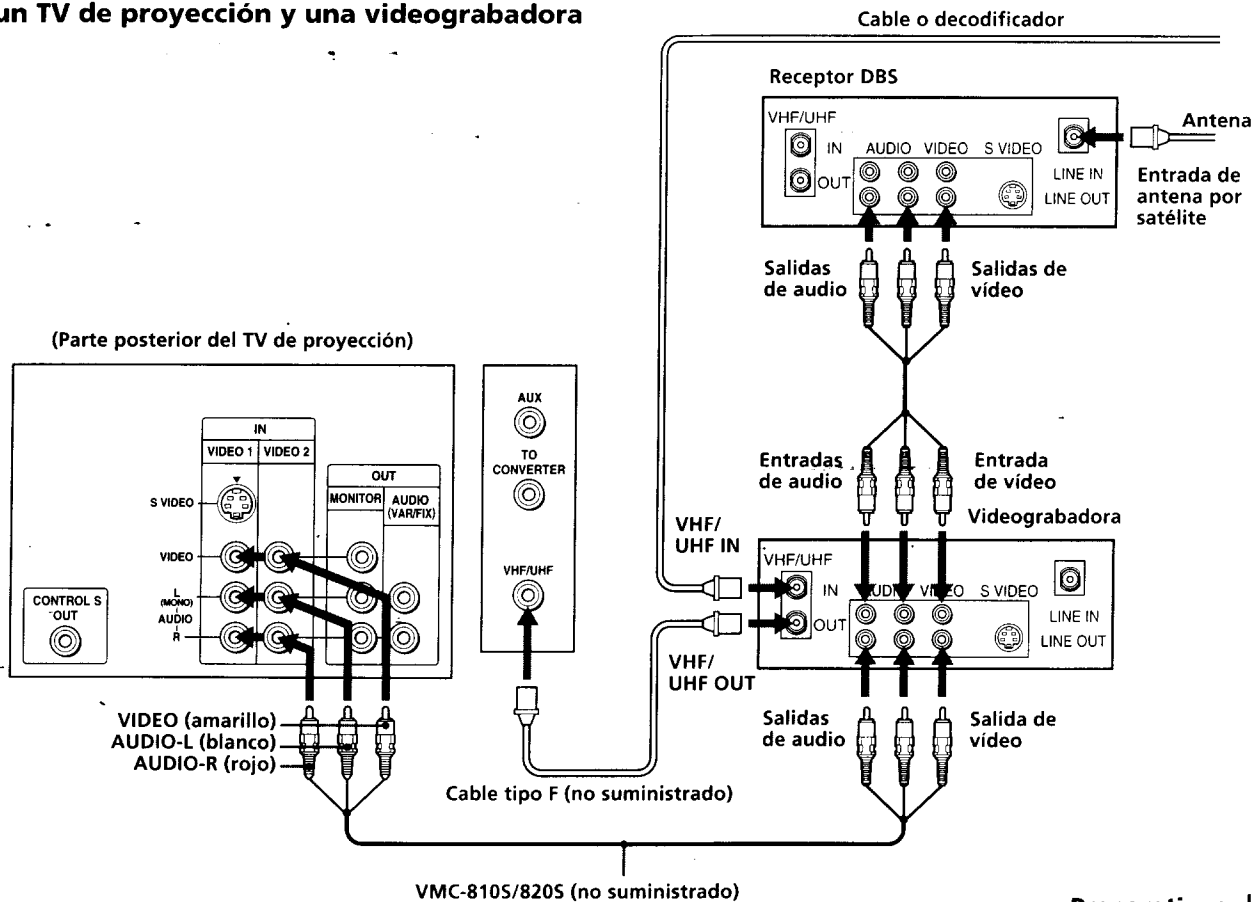 un TV de proyección y una videograbadora
Cable o decodificador
Receptor DBS
VHF/UHF
IN
OUT
AUDIO VIDEO S VIDEO
LINE IN
LINE OUT
Antena
Entrada de
antena por
satélite
Salidas
de audio
Salidas de
vídeo
(Parte posterior del TV de proyección)
IN
VIDEO 1 VIDEO 2
S VIDEO
VIDEO
L
(MONO)
AUDIO
R
OUT
MONITOR
AUDIO
(VAR/FIX)
CONTROL S
OUT
AUX
TO
CONVERTER
VHF/UHF
Entradas
de audio
Entrada
de vídeo
Videograbadora
VHF/
UHF IN
VHF/UHF
IN
OUT
AUDIO VIDEO S VIDEO
LINE IN
LINE OUT
VHF/
UHF OUT
Salidas
de audio
Salida de
vídeo
VIDEO (amarillo)
AUDIO-L (blanco)
AUDIO-R (rojo)
Cable tipo F (no suministrado)
VMC-810S/820S (no suministrado)